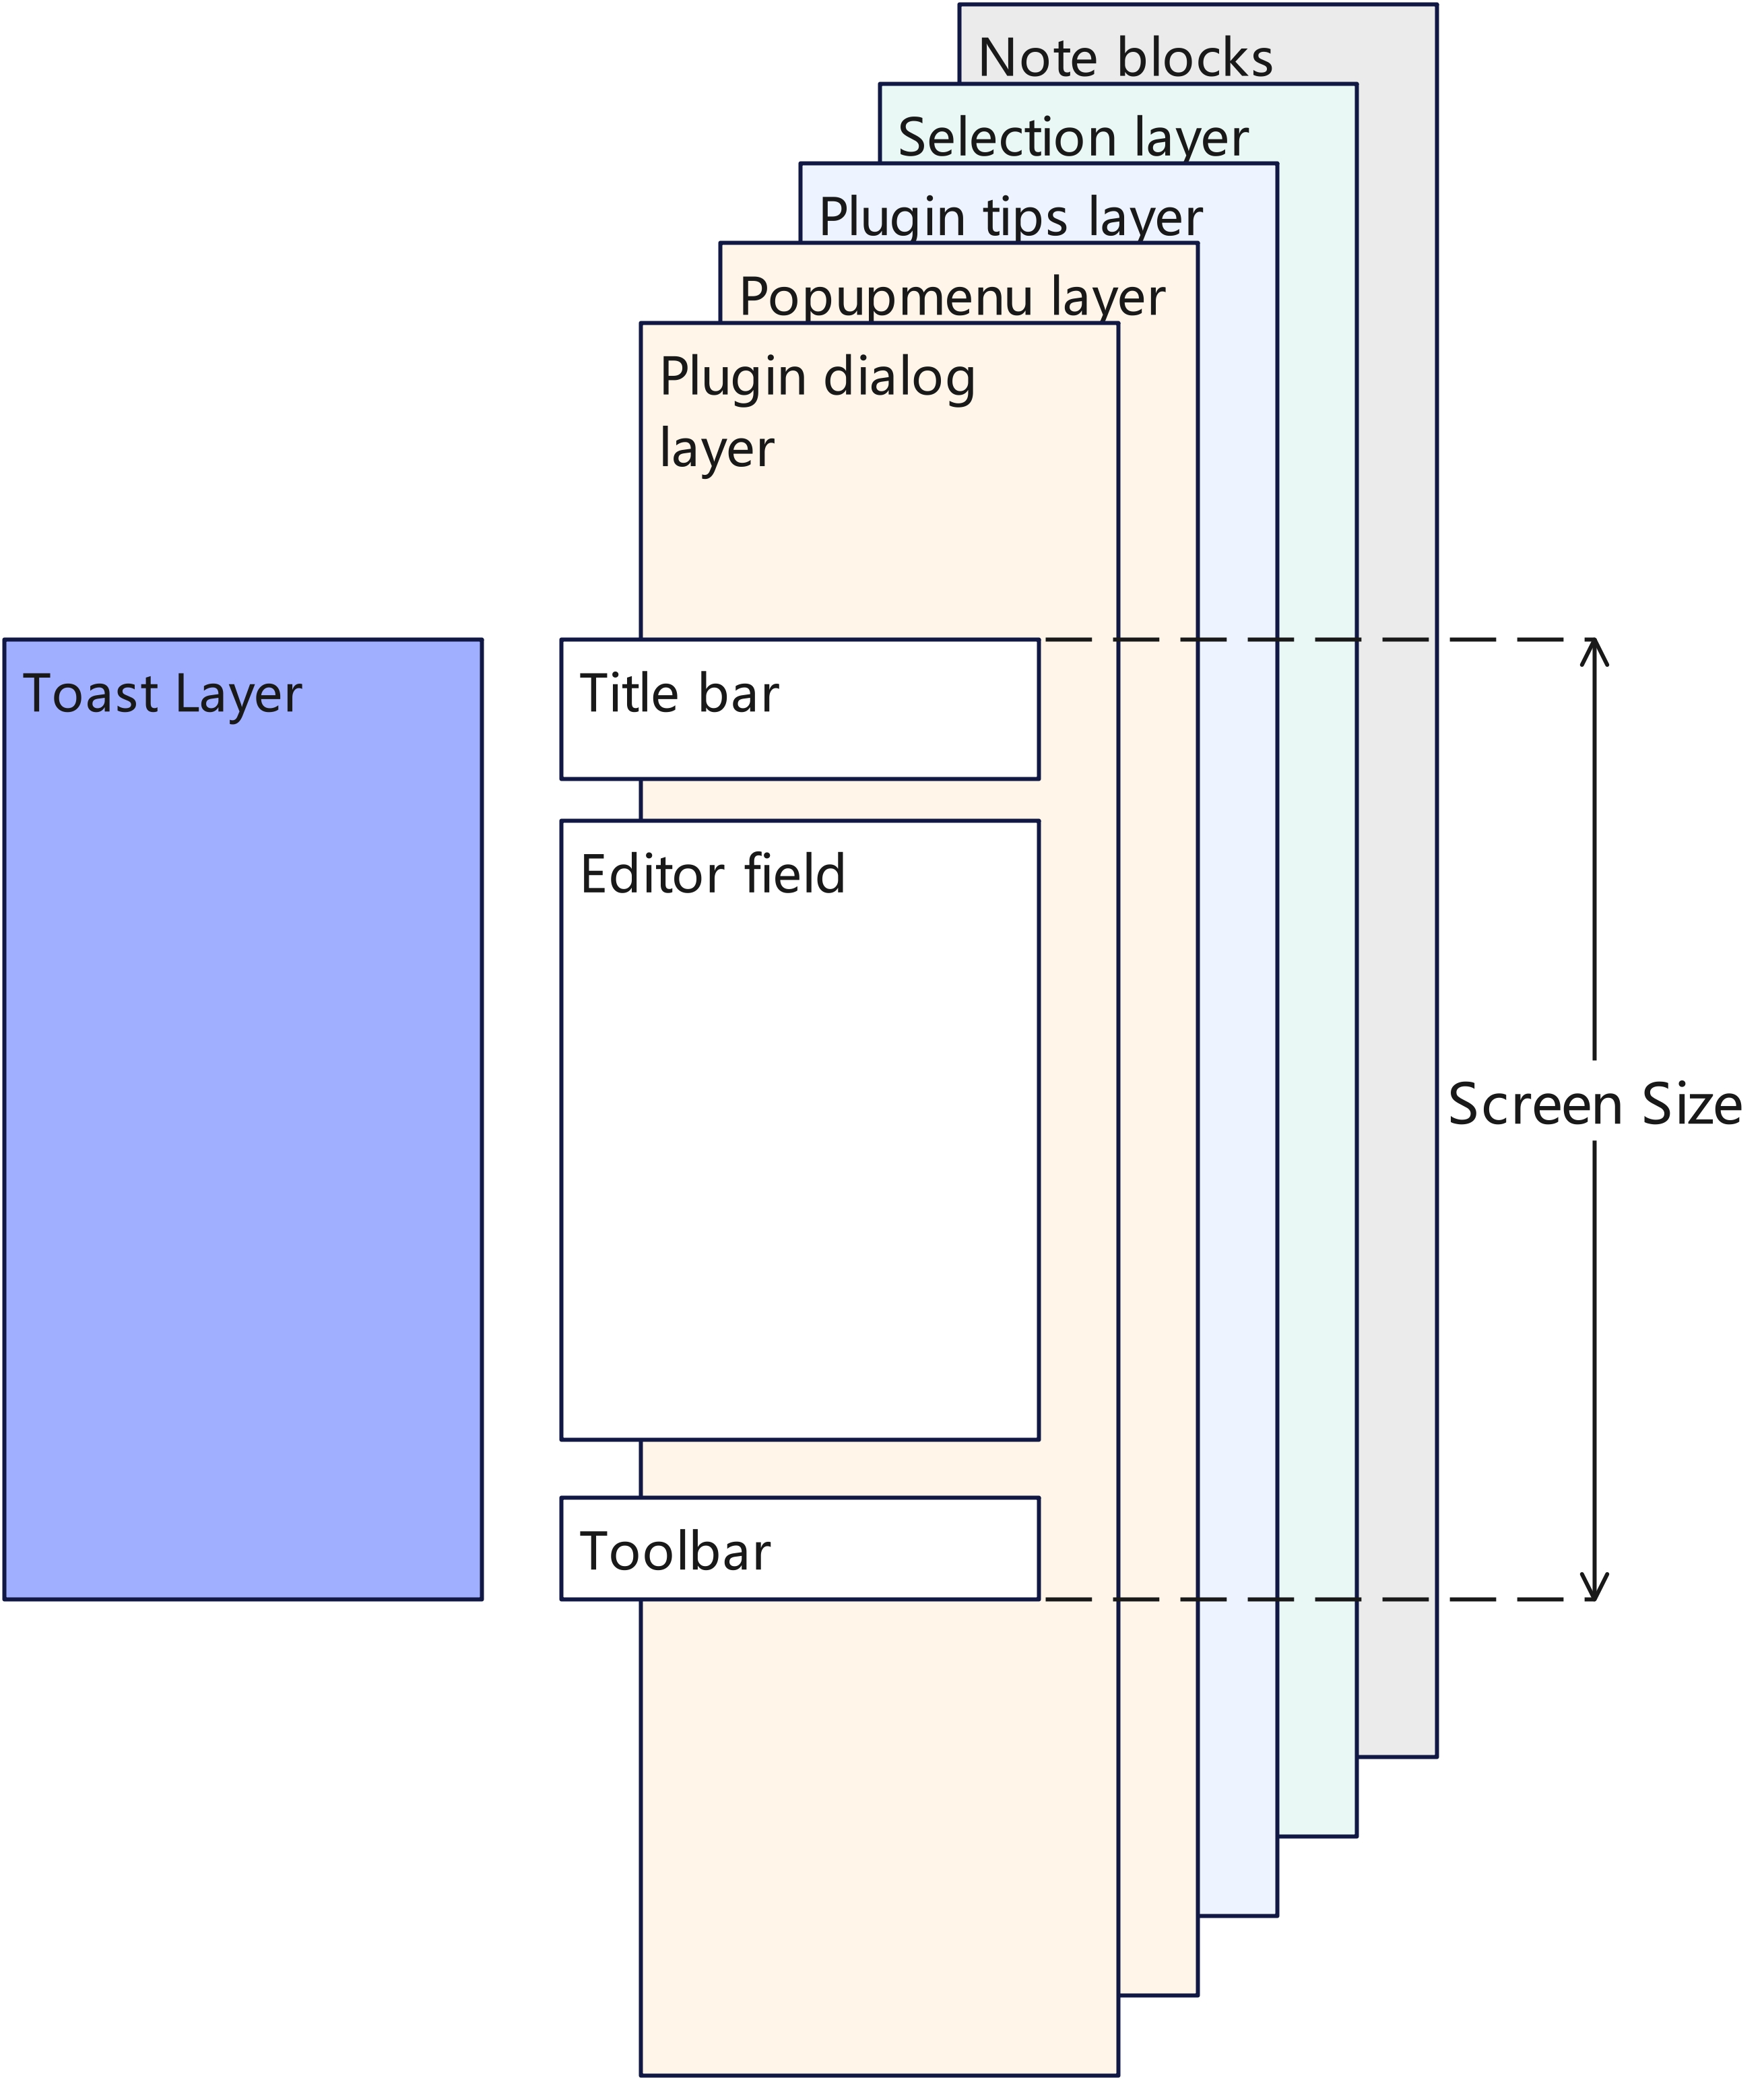 Note blocks
Selection layer
Plugin tips layer
Popupmenu layer
Plugin dialog
layer
Toast Layer
Title bar
Editor field
Screen Size
Toolbar